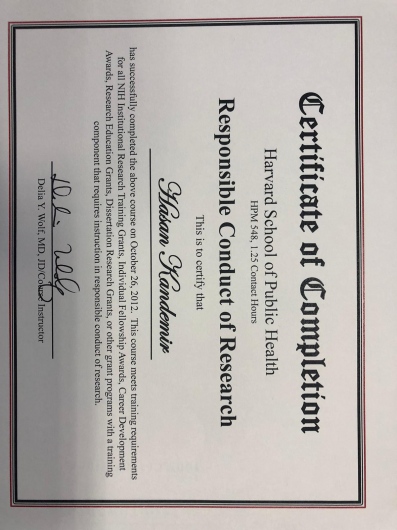 Certificate of Completion
Harvard School of Public Health
HPM 548, 1.25 Contact Hours
Responsible Conduct of Research
This is to certify that
Hasan Kandemir
has successfully completed the above course on October 26, 2012. This course meets training requirements
for all NIH Institutional Research Training Grants, Individual Fellowship Awards, Career Development
Awards, Research Education Grants, Dissertation Research Grants, or other grant programs with a training
component that requires instruction in responsible conduct of research.
Delia Y. Wolf, MD, JD/Course Instructor